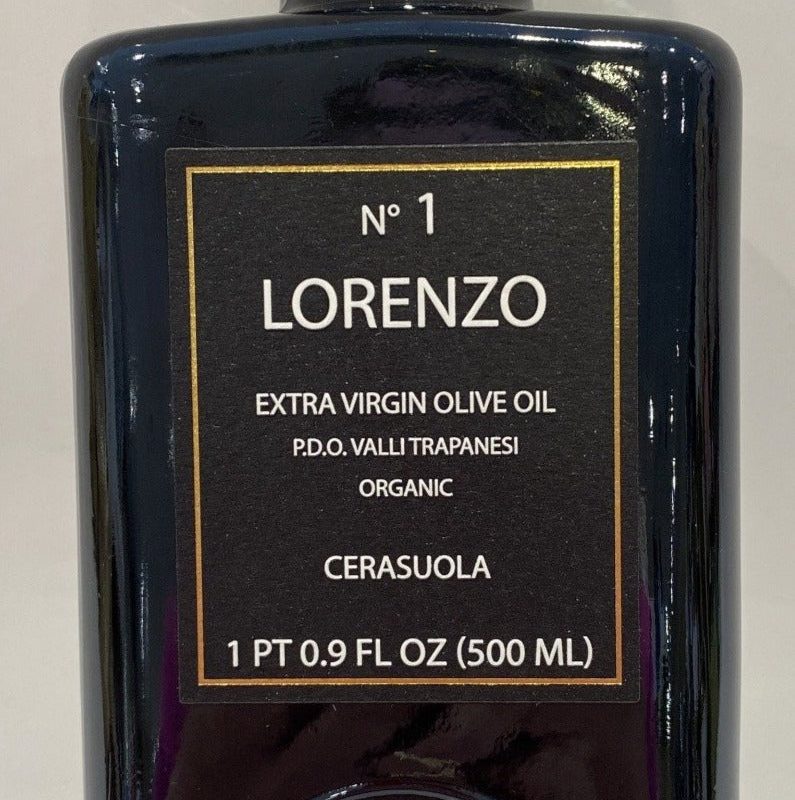 N° 1
LORENZO
EXTRA VIRGIN OLIVE OIL
P.D.O. VALLI TRAPANESI
ORGANIC
CERASUOLA
1 PT 0.9 FL OZ (500 ML)